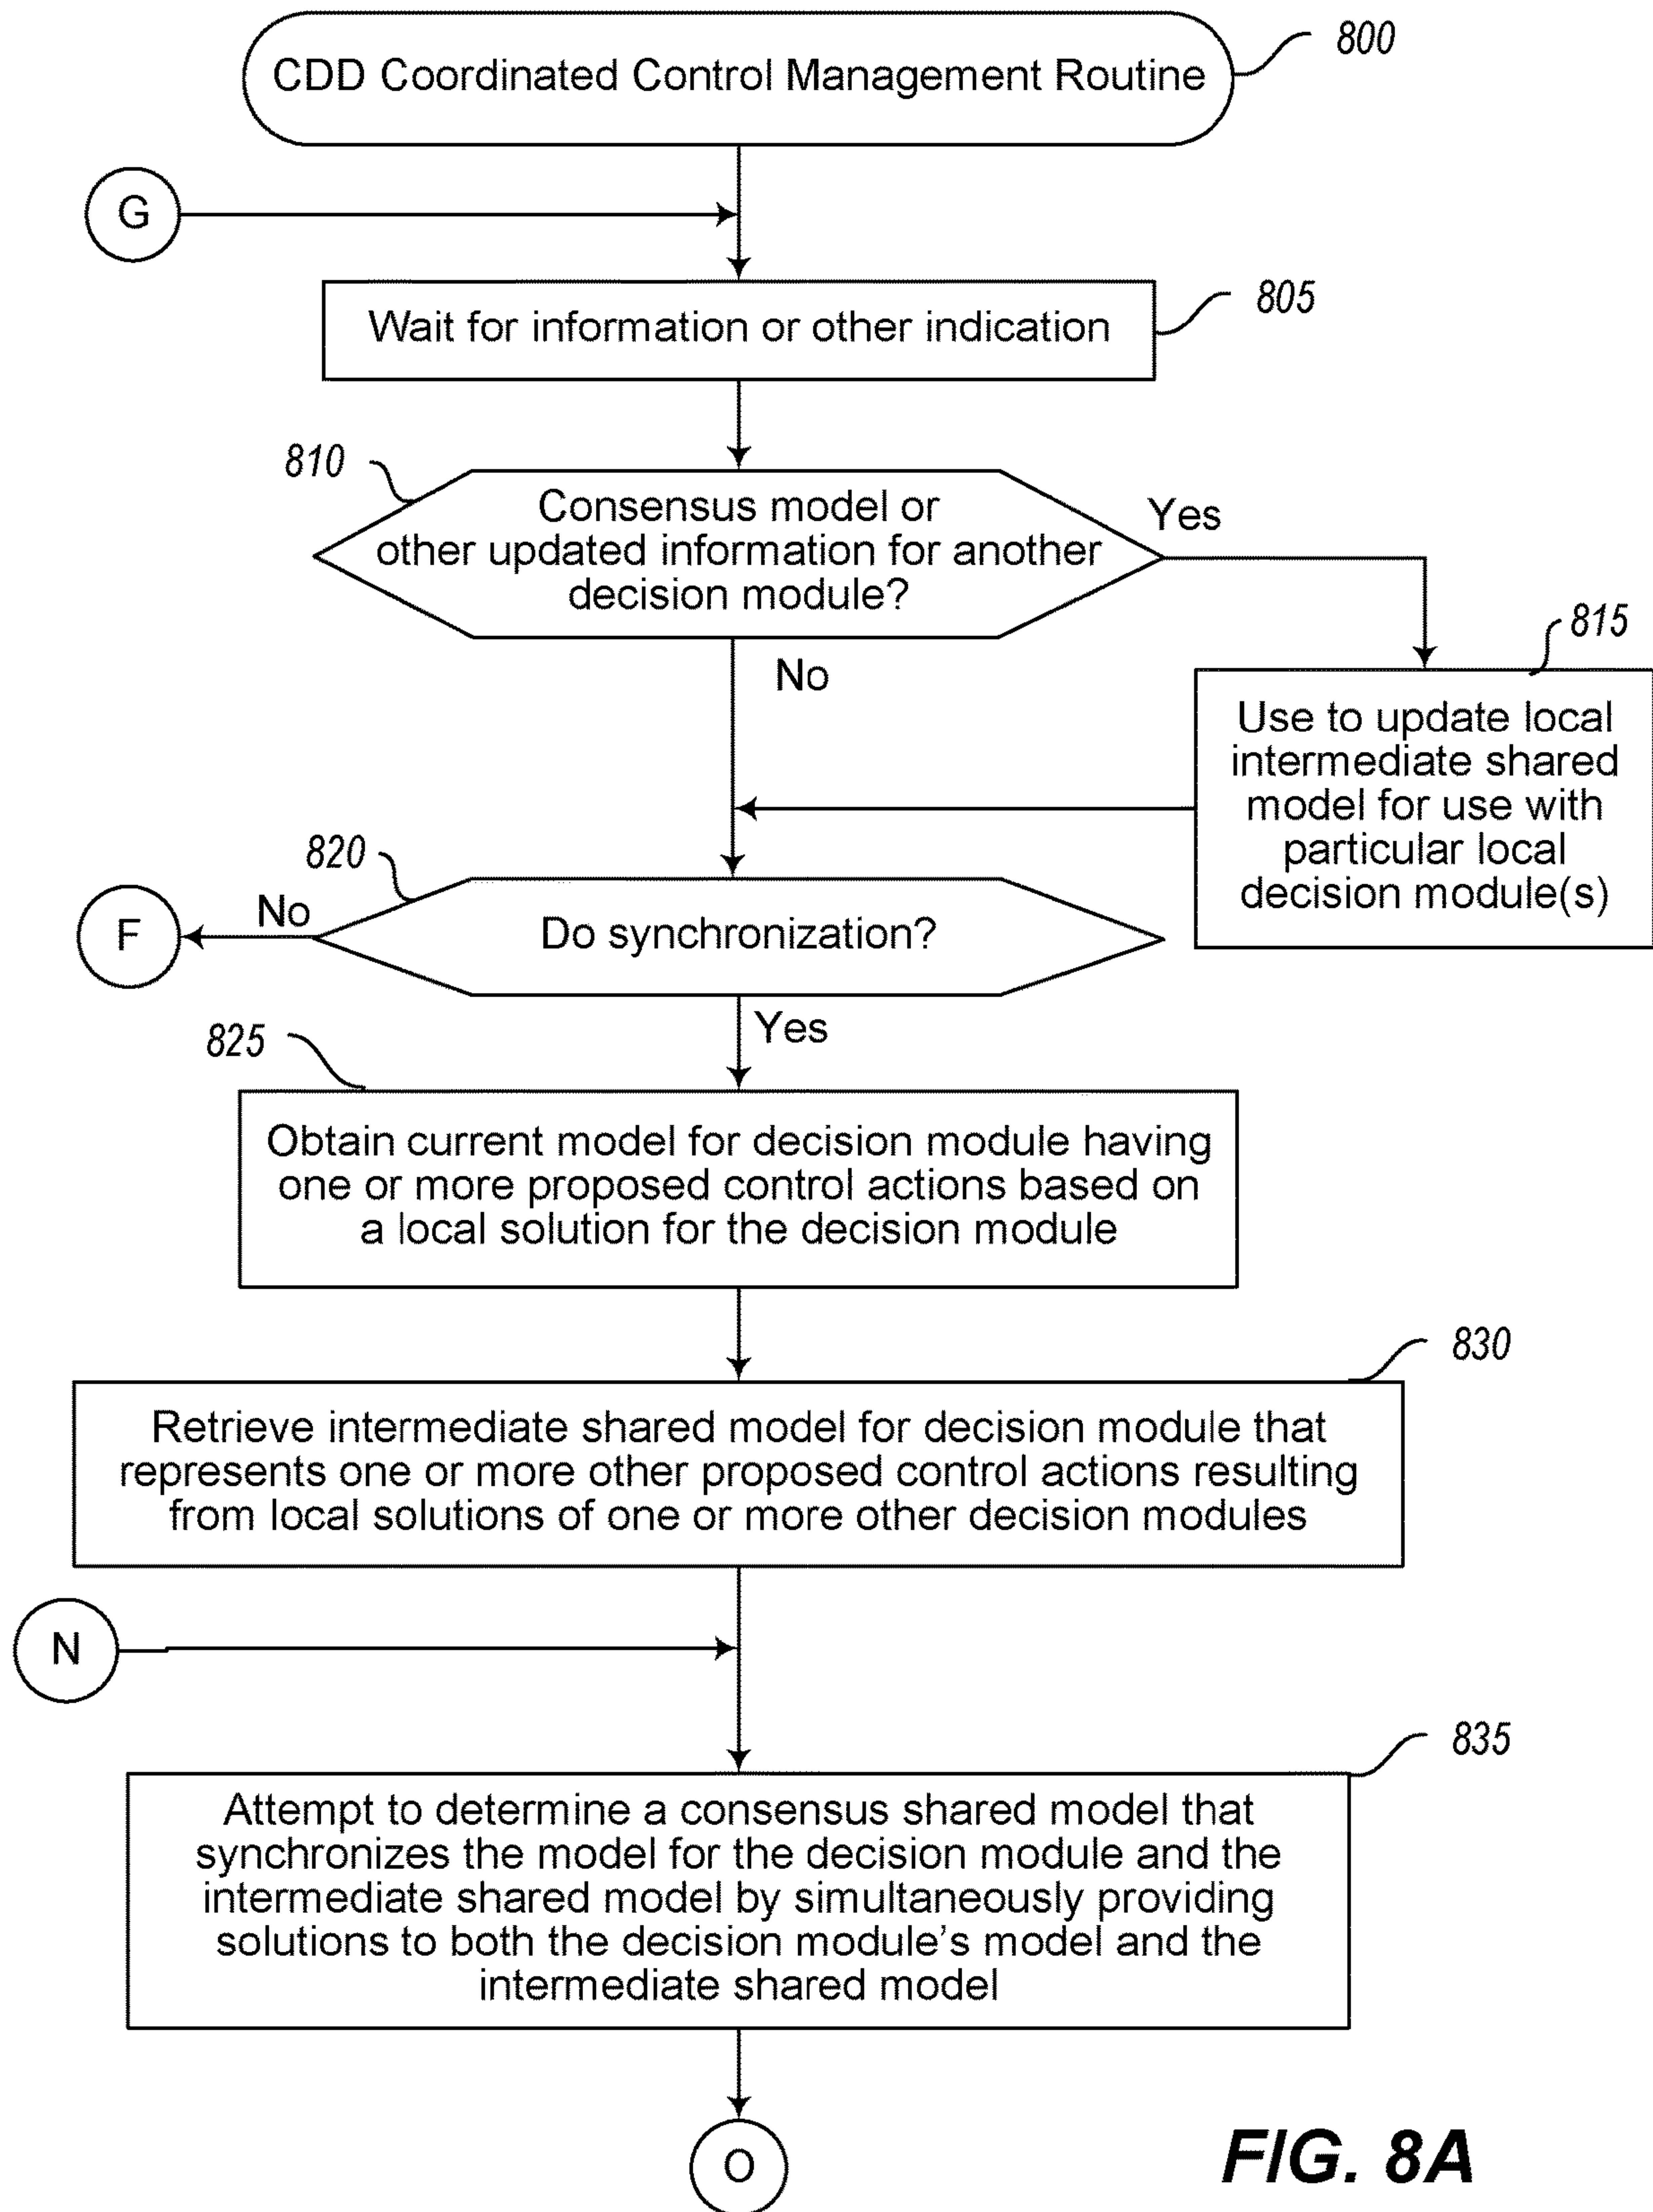 800
CDD Coordinated Control Management Routine
G
805
Wait for information or other indication
810
Consensus model or
other updated information for another
decision module?
Yes
No
815
Use to update local
intermediate shared
model for use with
particular local
decision module(s)
820
F
No
Do synchronization?
Yes
825
Obtain current model for decision module having
one or more proposed control actions based on
a local solution for the decision module
830
Retrieve intermediate shared model for decision module that
represents one or more other proposed control actions resulting
from local solutions of one or more other decision modules
N
835
Attempt to determine a consensus shared model that
synchronizes the model for the decision module and the
intermediate shared model by simultaneously providing
solutions to both the decision module's model and the
intermediate shared model
O
FIG. 8A